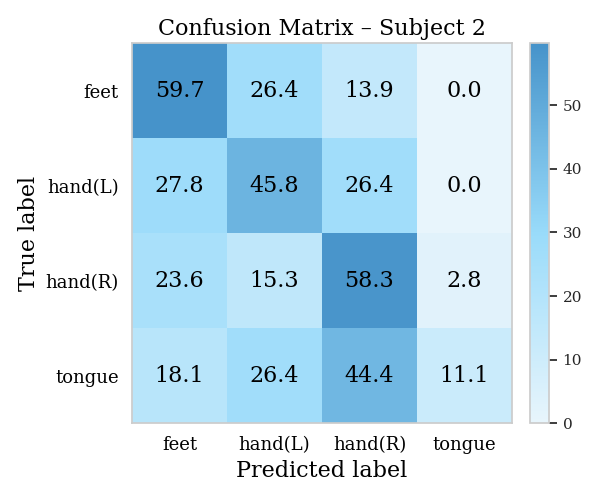 Confusion Matrix – Subject 2
feet 59.7 26.4 13.9 0.0
hand(L) 27.8 45.8 26.4 0.0
hand(R) 23.6 15.3 58.3 2.8
tongue 18.1 26.4 44.4 11.1
feet hand(L) hand(R) tongue
Predicted label
True label
50
40
30
20
10
0